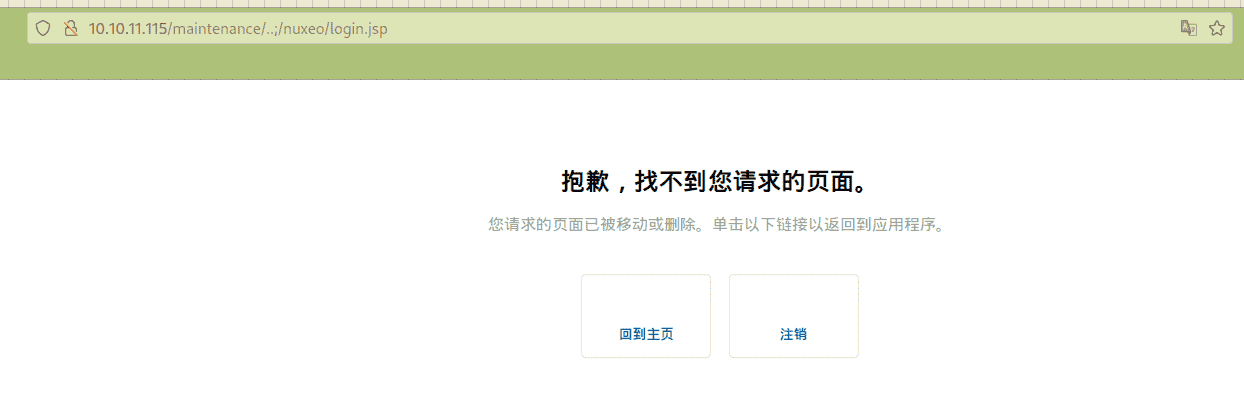 10.10.11.115/maintenance/..;/nuxeo/login.jsp
抱歉，找不到您请求的页面。
您请求的页面已被移动或删除。单击以下链接以返回到应用程序。
回到主页
注销